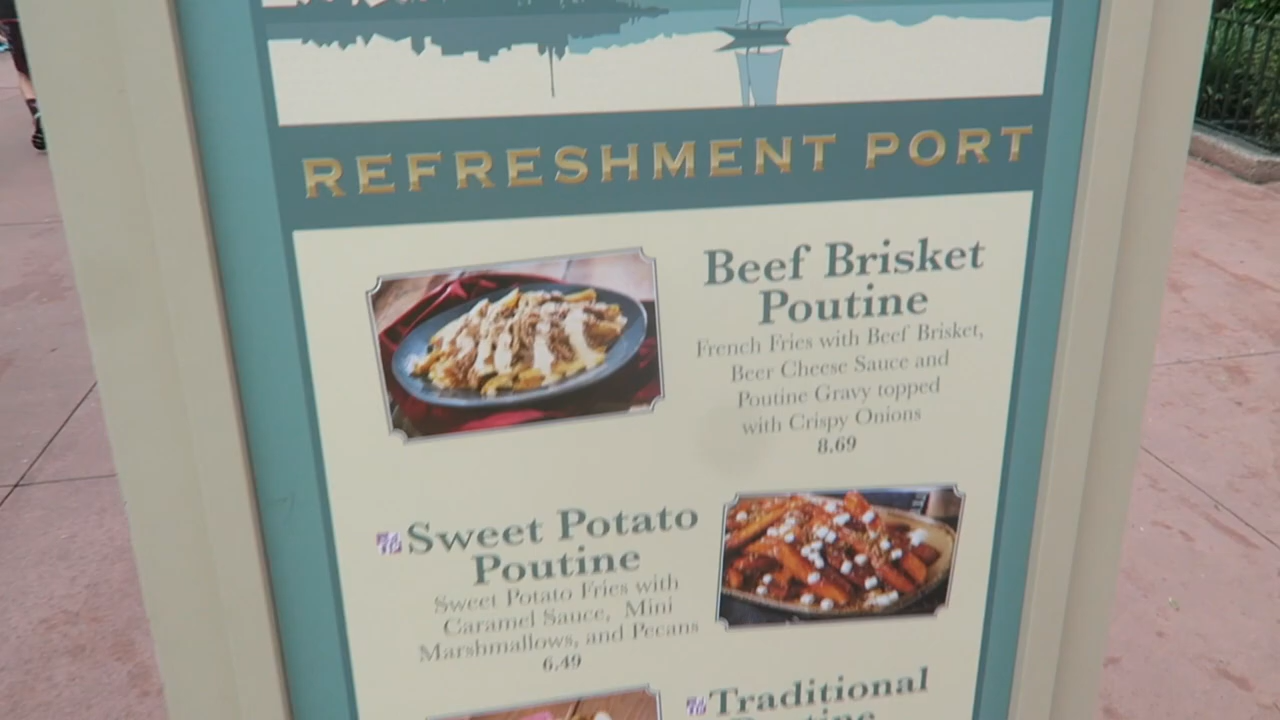 REFRESHMENT PORT
Beef Brisket
Poutine
French Fries with Beef Brisket,
Beer Cheese Sauce and
Poutine Gravy topped
with Crispy Onions
8.69
Sweet Potato
Poutine
Sweet Potato Fries with
Caramel Sauce, Mini
Marshmallows, and Pecans
6.49
Traditional
Poutine